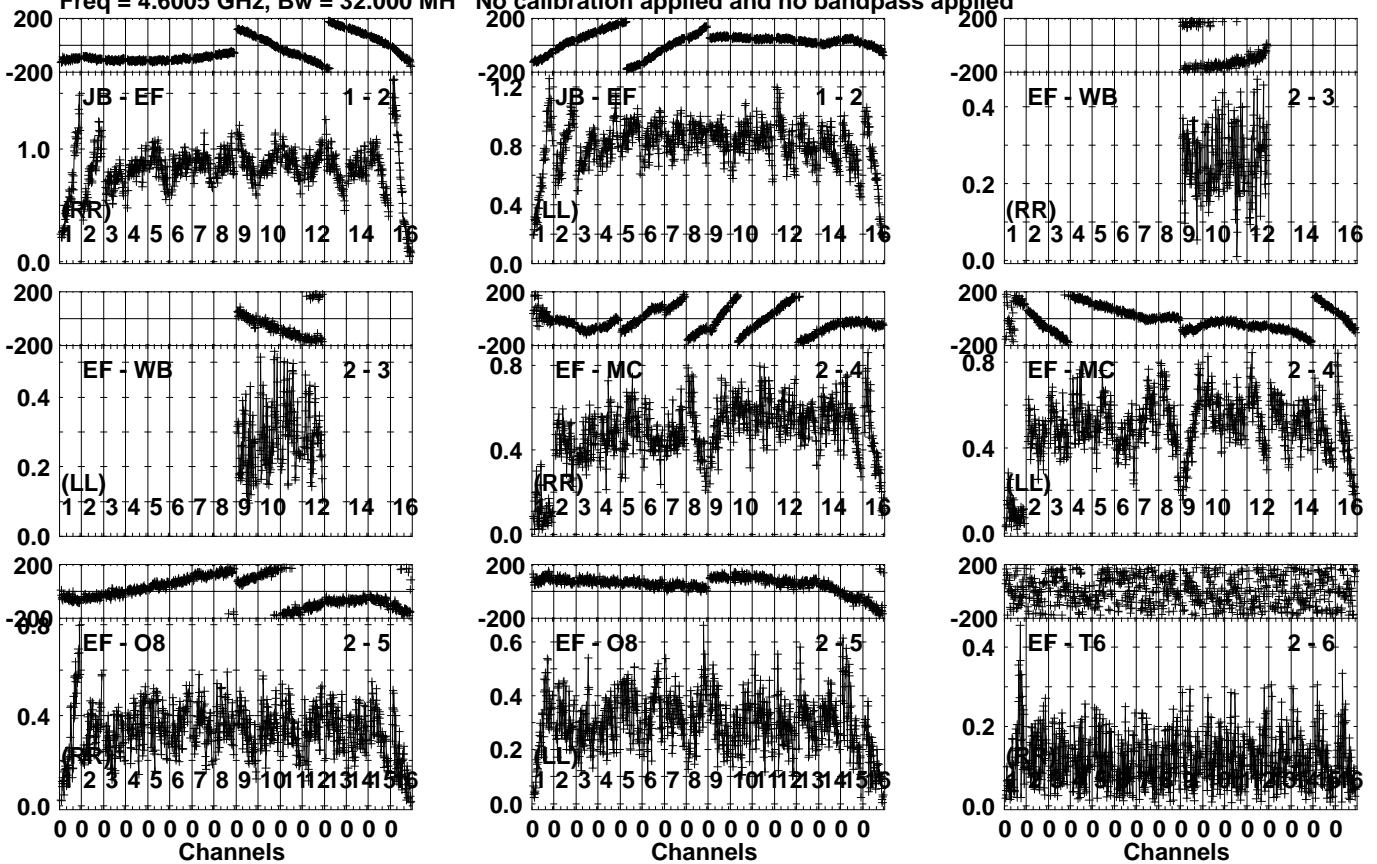 Freq = 4.6005 GHz, Bw = 32.000 MH No calibration applied and no bandpass applied
200
-200
JB - EF 1 - 2
1.0
(RR)
1 2 3 4 5 6 7 8 9 10 12 14 16
0.0
200
-200
1.2
JB - EF 1 - 2
0.8
0.4
(LL)
1 2 3 4 5 6 7 8 9 10 12 14 16
0.0
200
-200
EF - WB 2 - 3
0.4
0.2
(RR)
1 2 3 4 5 6 7 8 9 10 12 14 16
0.0
200
-200
EF - WB 2 - 3
0.4
0.2
(LL)
1 2 3 4 5 6 7 8 9 10 12 14 16
0.0
200
-200
0.8
EF - MC 2 - 4
0.4
(RR)
2 3 4 5 6 7 8 9 10 12 14 16
0.0
200
-200
0.8
EF - MC 2 - 4
0.4
(LL)
2 3 4 5 6 7 8 9 10 12 14 16
0.0
200
-200
0.8
EF - O8 2 - 5
0.4
(RR)
2 3 4 5 6 7 8 9 10 11 12 13 14 15 16
0.0
200
-200
0.6
EF - O8 2 - 5
0.4
0.2
(LL)
1 2 3 4 5 6 7 8 9 10 11 12 13 14 15 16
0.0
200
-200
0.4
EF - T6 2 - 6
0.2
0.0
0 0 0 0 0 0 0 0 0 0 0 0 0 0 0 0
Channels
0 0 0 0 0 0 0 0 0 0 0 0 0 0 0 0
Channels
0 0 0 0 0 0 0 0 0 0 0 0 0 0 0 0
Channels